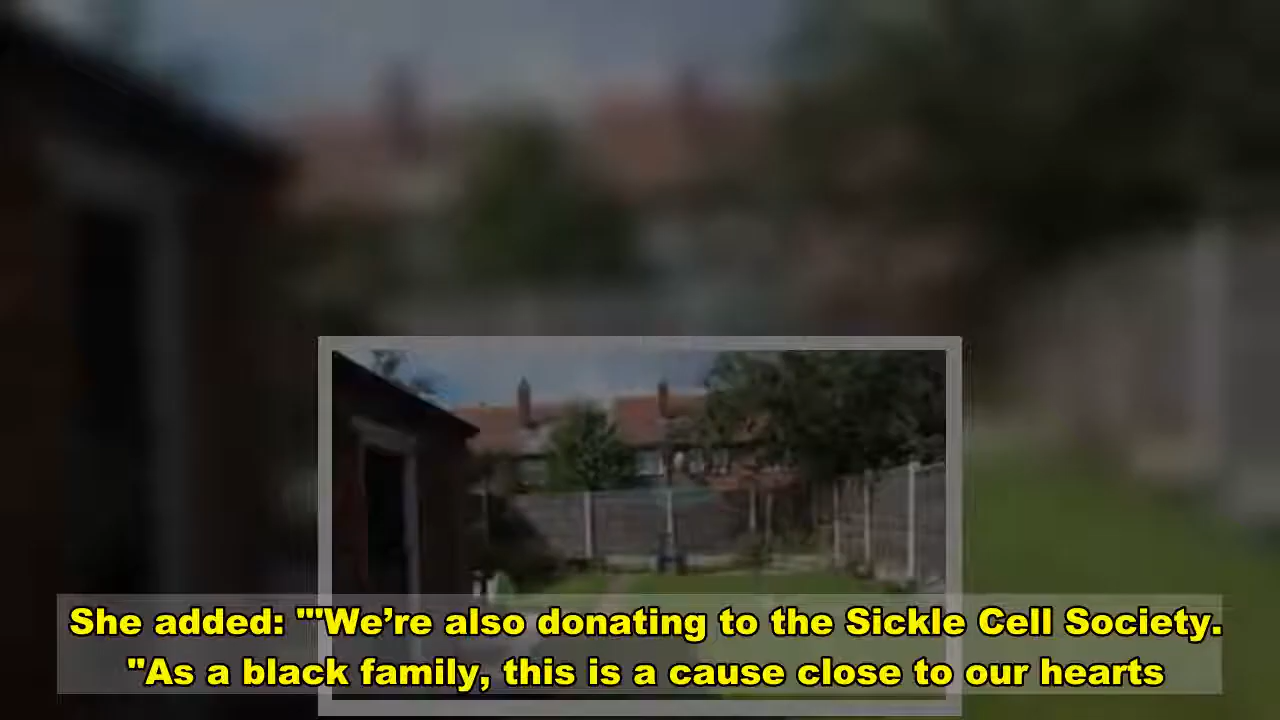 She added: "'"We’re also donating to the Sickle Cell Society.
"As a black family, this is a cause close to our hearts